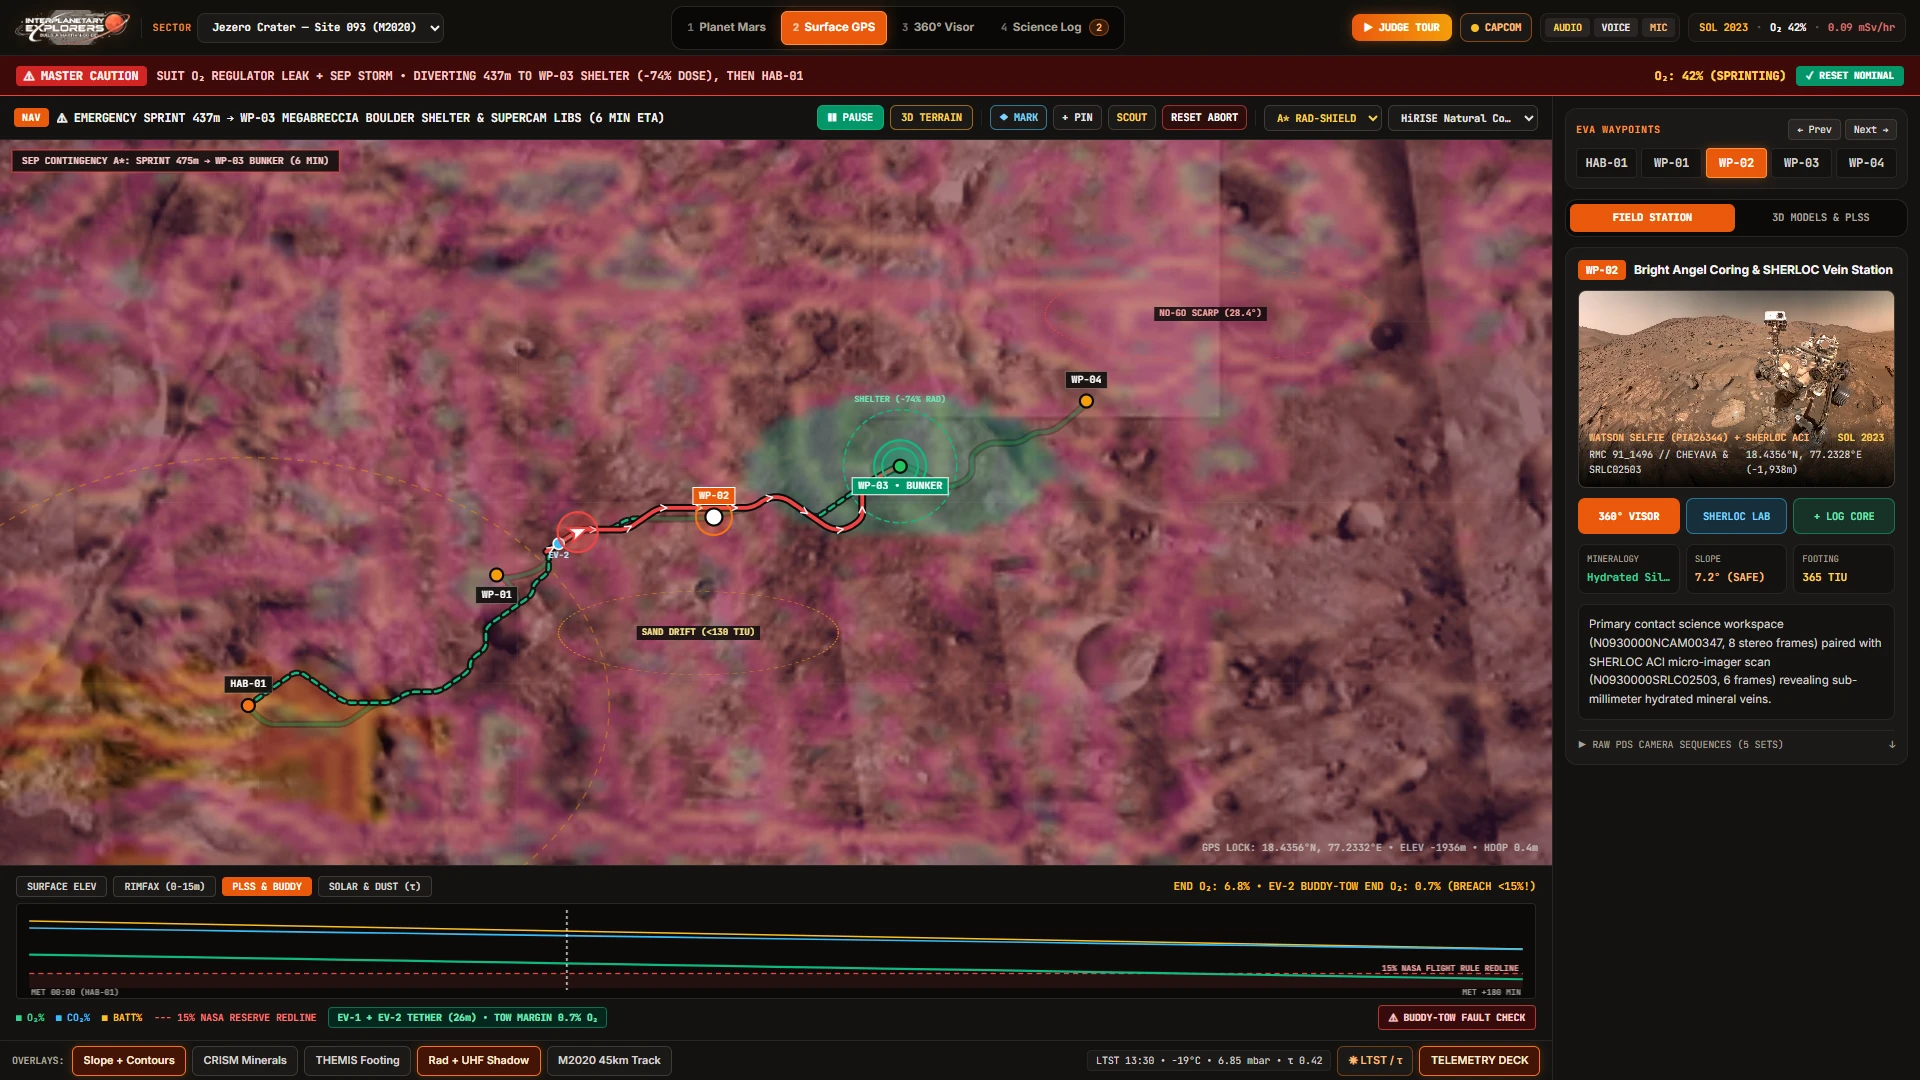 INTERPLANETARY
EXPLORERS
SECTOR
Jezero Crater — Site 093 (M2020)
1 Planet Mars
2 Surface GPS
3 360° Visor
4 Science Log 2
▶ JUDGE TOUR
CAPCOM
AUDIO
VOICE
MIC
SOL 2023 • O₂ 42% • 0.09 mSv/hr
⚠ MASTER CAUTION
SUIT O₂ REGULATOR LEAK + SEP STORM • DIVERTING 437m TO WP-03 SHELTER (-74% DOSE), THEN HAB-01
O₂: 42% (SPRINTING)
✓ RESET NOMINAL
NAV
⚠ EMERGENCY SPRINT 437m → WP-03 MEGABRECCIA BOULDER SHELTER & SUPERCAM LIBS (6 MIN ETA)
PAUSE
3D TERRAIN
◆ MARK
+ PIN
SCOUT
RESET ABORT
A* RAD-SHIELD
HiRISE Natural Co…
SEP CONTINGENCY A*: SPRINT 475m → WP-03 BUNKER (6 MIN)
NO-GO SCARP (28.4°)
WP-04
SHELTER (-74% RAD)
WP-03 • BUNKER
WP-02
EV-2
WP-01
SAND DRIFT (<130 TIU)
HAB-01
GPS LOCK: 18.4356°N, 77.2332°E • ELEV -1936m • HDOP 0.4m
EVA WAYPOINTS
← Prev
Next →
HAB-01
WP-01
WP-02
WP-03
WP-04
FIELD STATION
3D MODELS & PLSS
WP-02
Bright Angel Coring & SHERLOC Vein Station
WATSON SELFIE (PIA26344) + SHERLOC ACI
SOL 2023
RMC 91_1496 // CHEYAVA & SRLC02503
18.4356°N, 77.2328°E (-1,938m)
360° VISOR
SHERLOC LAB
+ LOG CORE
MINERALOGY
Hydrated Sil…
SLOPE
7.2° (SAFE)
FOOTING
365 TIU
Primary contact science workspace
(N0930000NCAM00347, 8 stereo frames) paired with
SHERLOC ACI micro-imager scan
(N0930000SRLC02503, 6 frames) revealing sub-
millimeter hydrated mineral veins.
▶ RAW PDS CAMERA SEQUENCES (5 SETS) ↓
SURFACE ELEV
RIMFAX (0-15m)
PLSS & BUDDY
SOLAR & DUST (τ)
END O₂: 6.8% • EV-2 BUDDY-TOW END O₂: 0.7% (BREACH <15%!)
15% NASA FLIGHT RULE REDLINE
MET 00:00 (HAB-01)
MET +180 MIN
■ O₂%
■ CO₂%
■ BATT%
--- 15% NASA RESERVE REDLINE
EV-1 + EV-2 TETHER (26m) • TOW MARGIN 0.7% O₂
⚠ BUDDY-TOW FAULT CHECK
OVERLAYS:
Slope + Contours
CRISM Minerals
THEMIS Footing
Rad + UHF Shadow
M2020 45km Track
LTST 13:30 • -19°C • 6.85 mbar • τ 0.42
LTST / τ
TELEMETRY DECK